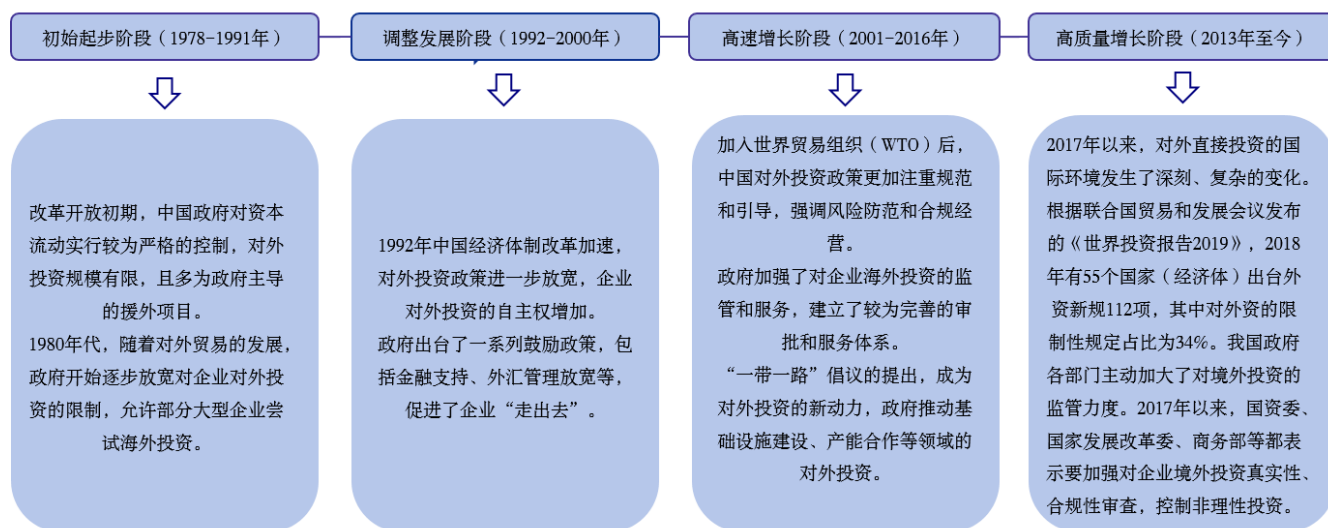 初始起步阶段（1978-1991年）
调整发展阶段（1992-2000年）
高速增长阶段（2001-2016年）
高质量增长阶段（2013年至今）
改革开放初期，中国政府对资本
流动实行较为严格的控制，对外
投资规模有限，且多为政府主导
的援外项目。
1980年代，随着对外贸易的发展，
政府开始逐步放宽对企业对外投
资的限制，允许部分大型企业尝
试海外投资。
1992年中国经济体制改革加速，
对外投资政策进一步放宽，企业
对外投资的自主权增加。
政府出台了一系列鼓励政策，包
括金融支持、外汇管理放宽等，
促进了企业“走出去”。
加入世界贸易组织（WTO）后，
中国对外投资政策更加注重规范
和引导，强调风险防范和合规经
营。
政府加强了对企业海外投资的监
管和服务，建立了较为完善的审
批和服务体系。
“一带一路”倡议的提出，成为
对外投资的新动力，政府推动基
础设施建设、产能合作等领域的
对外投资。
2017年以来，对外直接投资的国
际环境发生了深刻、复杂的变化。
根据联合国贸易和发展会议发布
的《世界投资报告2019》，2018
年有55个国家（经济体）出台外
资新规112项，其中对外资的限
制性规定占比为34%。我国政府
各部门主动加大了对境外投资的
监管力度。2017年以来，国资委、
国家发展改革委、商务部等都表
示要加强对企业境外投资真实性、
合规性审查，控制非理性投资。